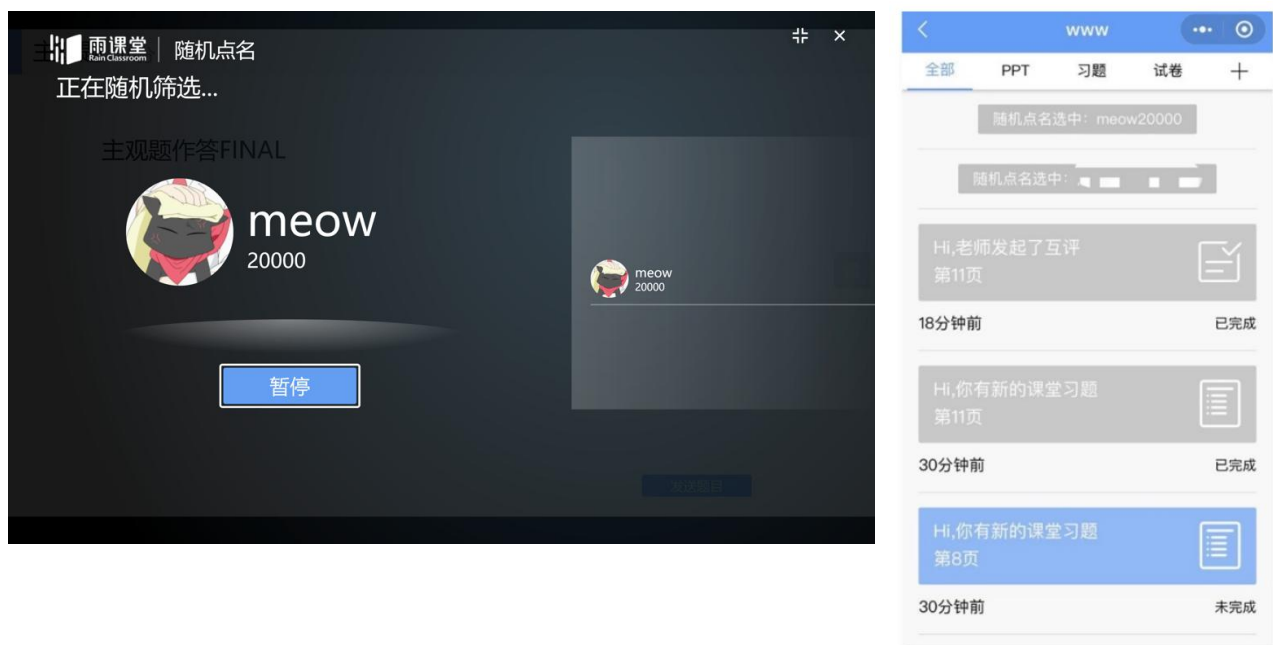 雨课堂
Rain Classroom
随机点名
正在随机筛选...
主观题作答FINAL
meow
20000
暂停
meow
20000
发送题目
www
全部 PPT 习题 试卷
随机点名选中：meow20000
随机点名选中：
Hi,老师发起了互评
第11页
18分钟前 已完成
Hi,你有新的课堂习题
第11页
30分钟前 已完成
Hi,你有新的课堂习题
第8页
30分钟前 未完成